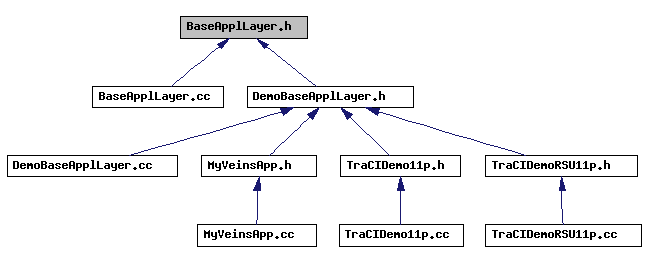 BaseApplLayer.h
BaseApplLayer.cc
DemoBaseApplLayer.h
DemoBaseApplLayer.cc
MyVeinsApp.h
TraCIDemo11p.h
TraCIDemoRSU11p.h
MyVeinsApp.cc
TraCIDemo11p.cc
TraCIDemoRSU11p.cc